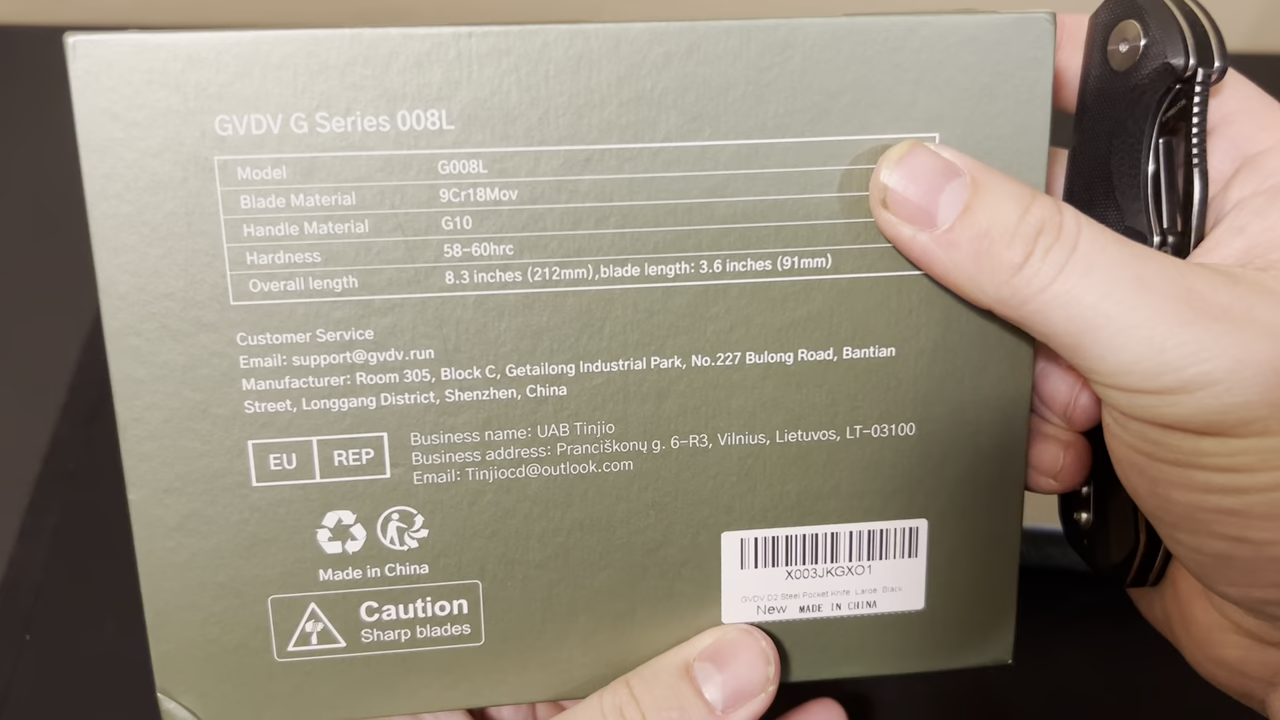 GVDV G Series 008L
Model G008L
Blade Material 9Cr18Mov
Handle Material G10
Hardness 58-60hrc
Overall length 8.3 inches (212mm),blade length: 3.6 inches (91mm)
Customer Service
Email: support@gvdv.run
Manufacturer: Room 305, Block C, Getailong Industrial Park, No.227 Bulong Road, Bantian
Street, Longgang District, Shenzhen, China
EU REP
Business name: UAB Tinjio
Business address: Pranciškonų g. 6-R3, Vilnius, Lietuvos, LT-03100
Email: Tinjiocd@outlook.com
Made in China
Caution
Sharp blades
X003JKGXO1
GVDV D2 Steel Pocket Knife, Large, Black
New MADE IN CHINA